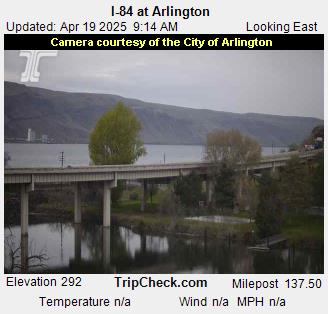 I-84 at Arlington
Updated: Apr 19 2025 9:14 AM Looking East
Camera courtesy of the City of Arlington
Elevation 292 TripCheck.com Milepost 137.50
Temperature n/a Wind n/a MPH n/a